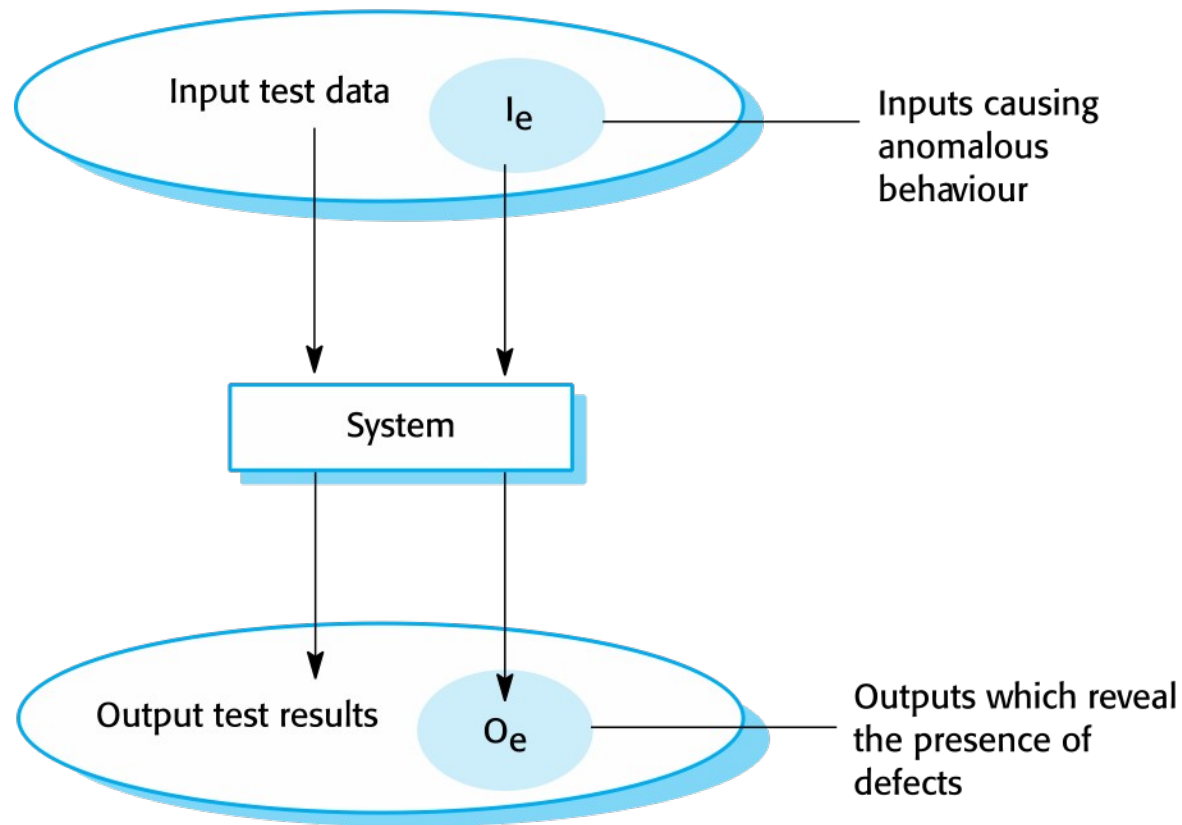 Input test data
Ie
Inputs causing
anomalous
behaviour
System
Output test results
Oe
Outputs which reveal
the presence of
defects